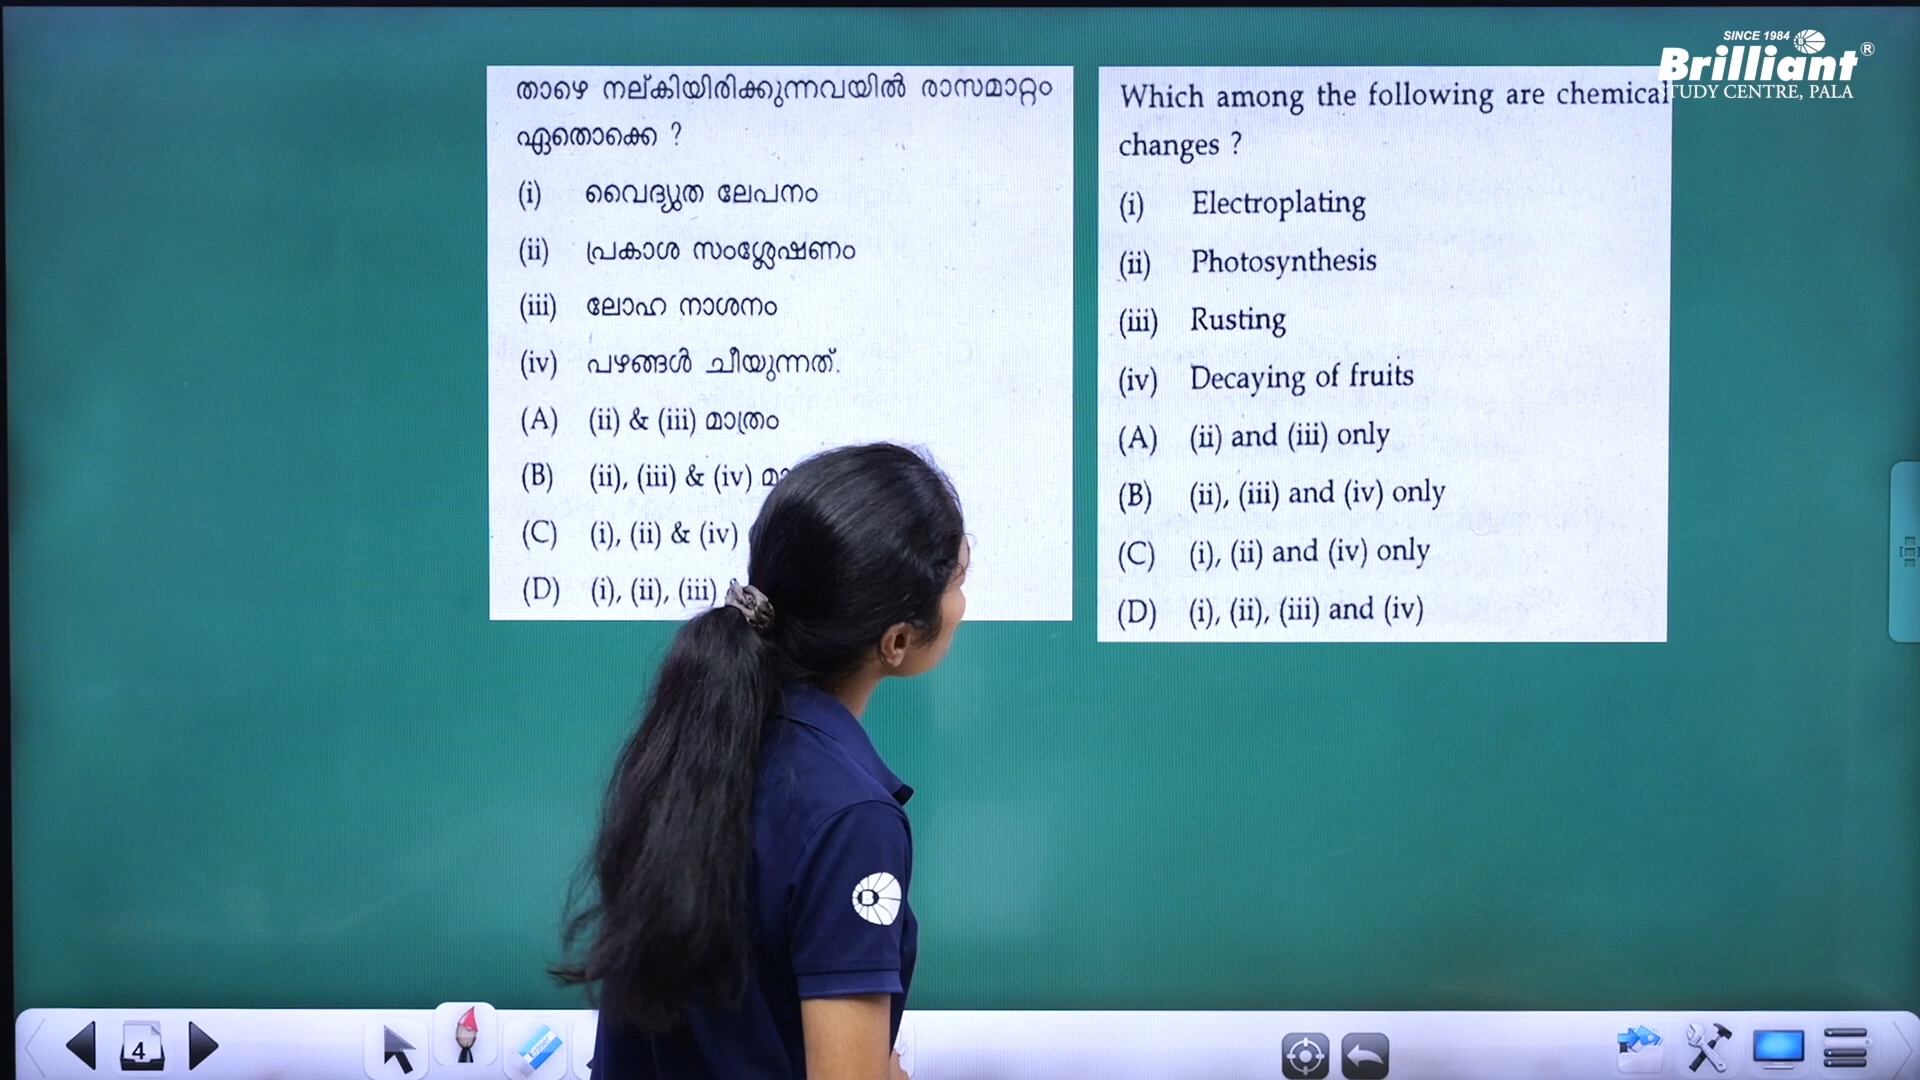 താഴെ നല്കിയിരിക്കുന്നവയിൽ രാസമാറ്റം
ഏതൊക്കെ ?
(i) വൈദ്യുത ലേപനം
(ii) പ്രകാശ സംശ്ലേഷണം
(iii) ലോഹ നാശനം
(iv) പഴങ്ങൾ ചീയുന്നത്.
(A) (ii) & (iii) മാത്രം
(B) (ii), (iii) & (iv)
(C) (i), (ii) & (iv)
(D) (i), (ii), (iii)
Which among the following are chemical
changes ?
(i) Electroplating
(ii) Photosynthesis
(iii) Rusting
(iv) Decaying of fruits
(A) (ii) and (iii) only
(B) (ii), (iii) and (iv) only
(C) (i), (ii) and (iv) only
(D) (i), (ii), (iii) and (iv)
SINCE 1984
Brilliant ®
STUDY CENTRE, PALA
B
4
Eraser